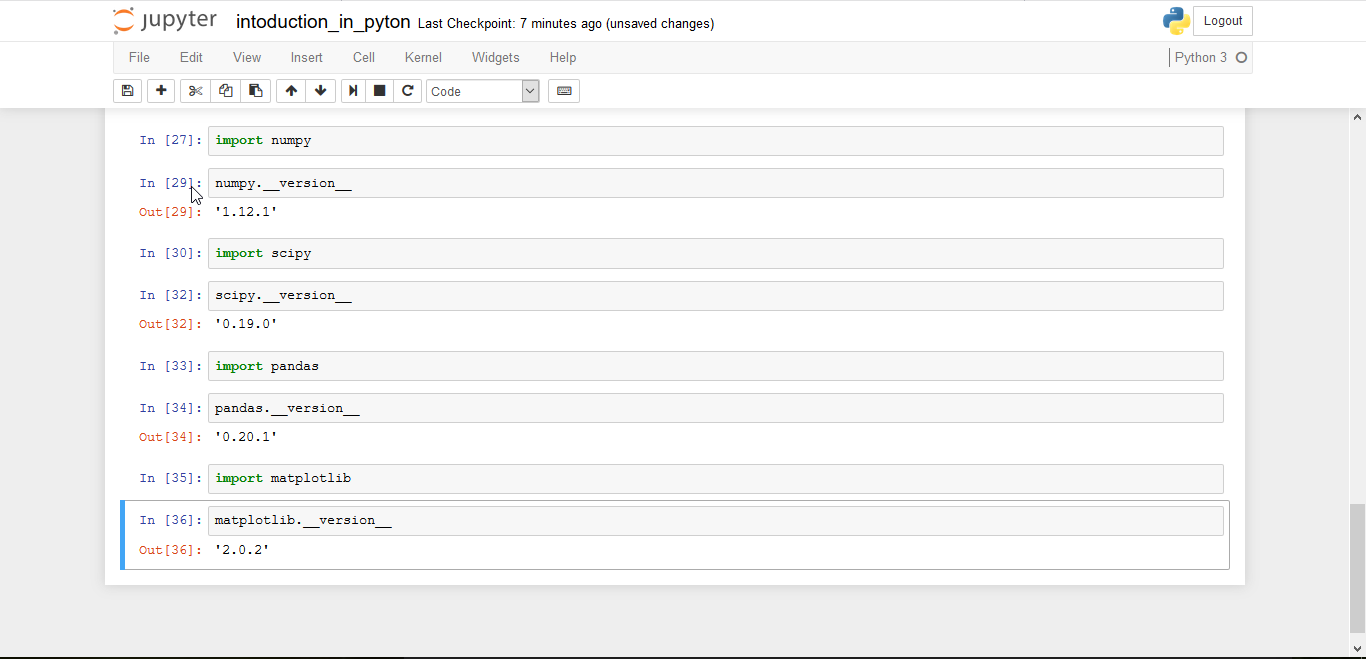 jupyter intoduction_in_pyton Last Checkpoint: 7 minutes ago (unsaved changes) Logout
File Edit View Insert Cell Kernel Widgets Help Python 3
Code
In [27]: import numpy
In [29]: numpy.__version__
Out[29]: '1.12.1'
In [30]: import scipy
In [32]: scipy.__version__
Out[32]: '0.19.0'
In [33]: import pandas
In [34]: pandas.__version__
Out[34]: '0.20.1'
In [35]: import matplotlib
In [36]: matplotlib.__version__
Out[36]: '2.0.2'